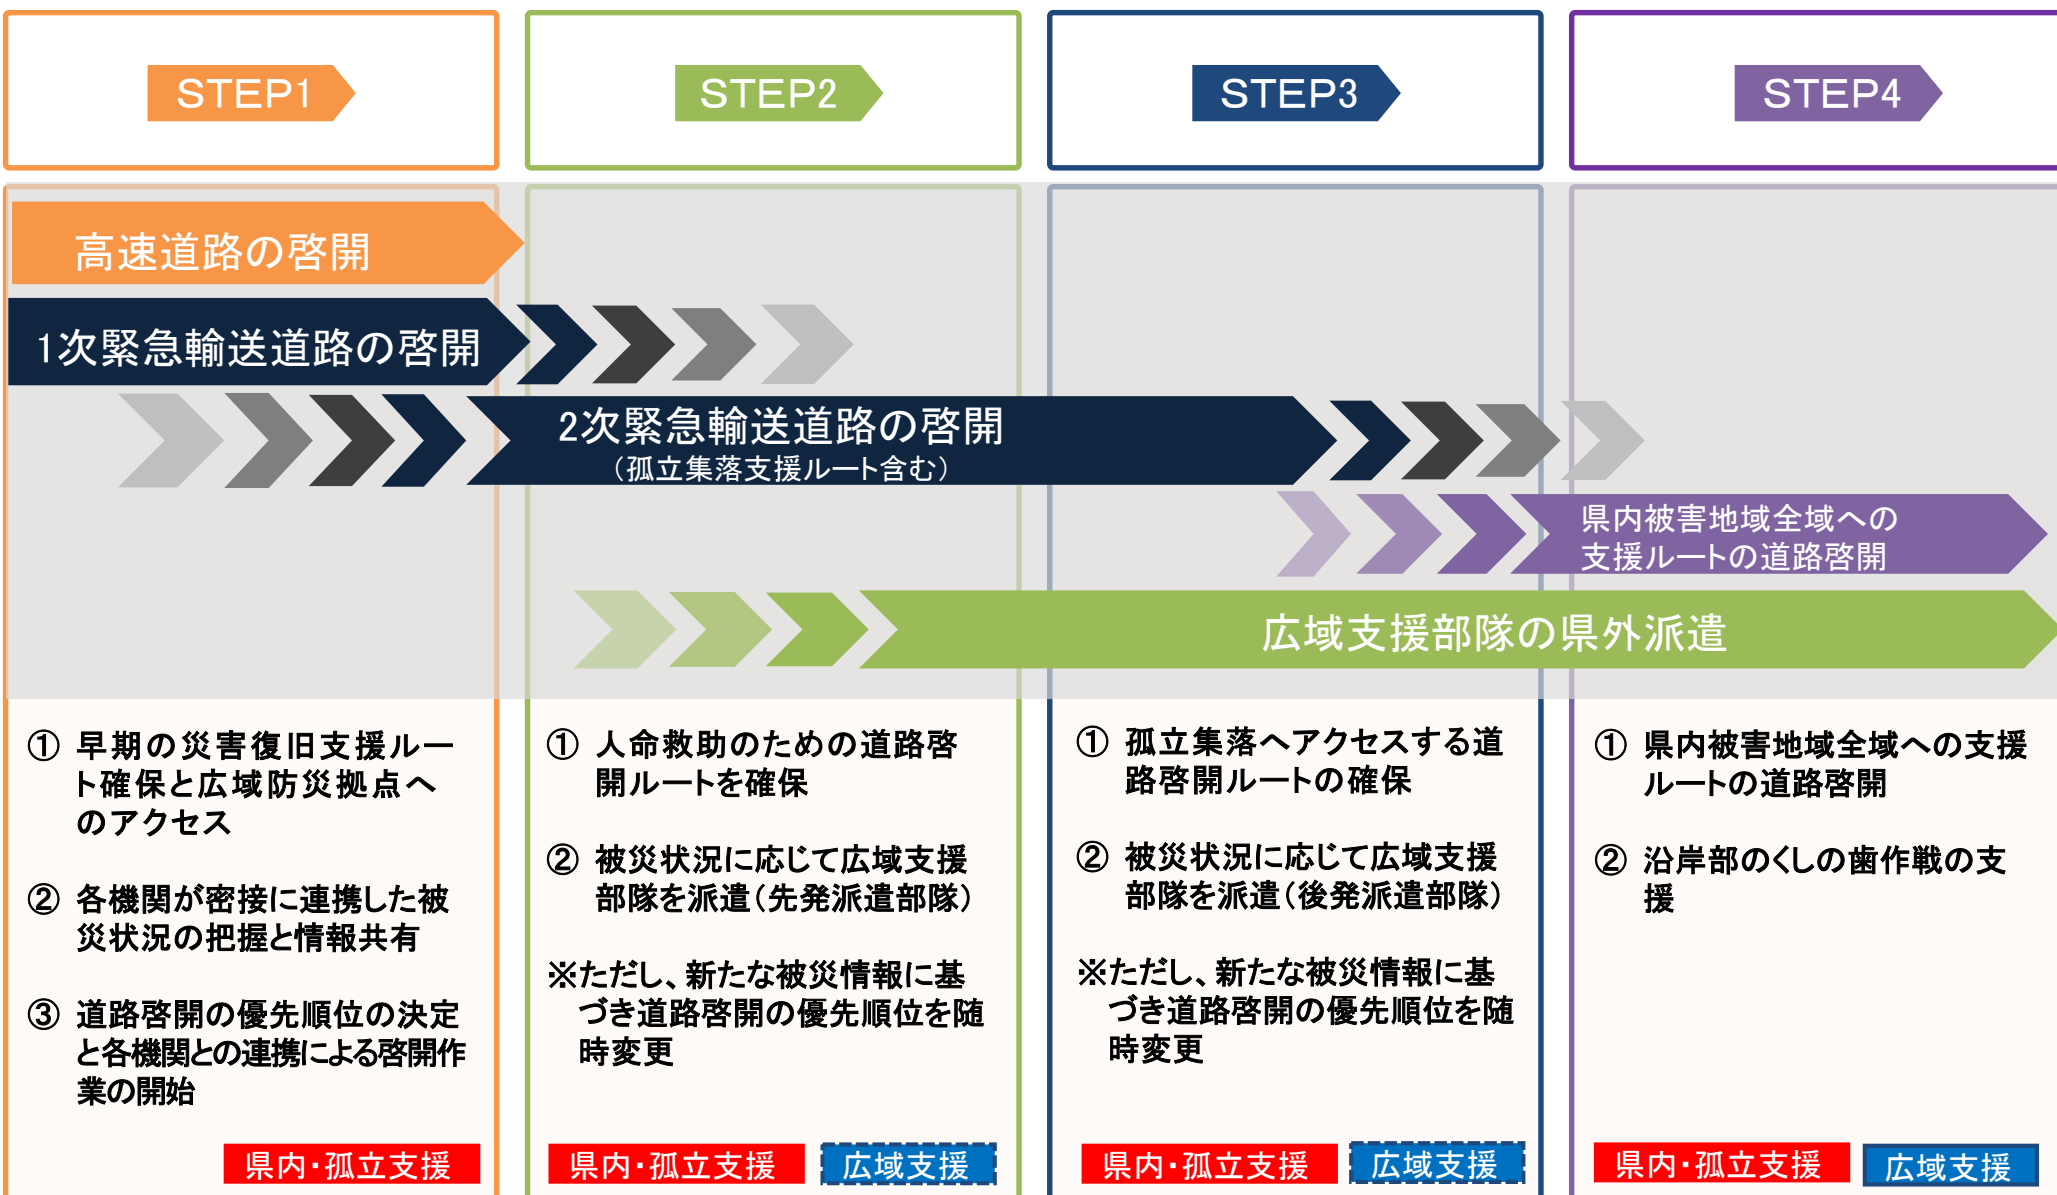 STEP1
STEP2
STEP3
STEP4
高速道路の啓開
1次緊急輸送道路の啓開
2次緊急輸送道路の啓開
（孤立集落支援ルート含む）
県内被害地域全域への
支援ルートの道路啓開
広域支援部隊の県外派遣
① 早期の災害復旧支援ルー
ト確保と広域防災拠点へ
のアクセス
② 各機関が密接に連携した被
災状況の把握と情報共有
③ 道路啓開の優先順位の決定
と各機関との連携による啓開作
業の開始
県内・孤立支援
① 人命救助のための道路啓
開ルートを確保
② 被災状況に応じて広域支援
部隊を派遣（先発派遣部隊）
※ただし、新たな被災情報に基
づき道路啓開の優先順位を随
時変更
県内・孤立支援
広域支援
① 孤立集落へアクセスする道
路啓開ルートの確保
② 被災状況に応じて広域支援
部隊を派遣（後発派遣部隊）
※ただし、新たな被災情報に基
づき道路啓開の優先順位を随
時変更
県内・孤立支援
広域支援
① 県内被害地域全域への支援
ルートの道路啓開
② 沿岸部のくしの歯作戦の支
援
県内・孤立支援
広域支援